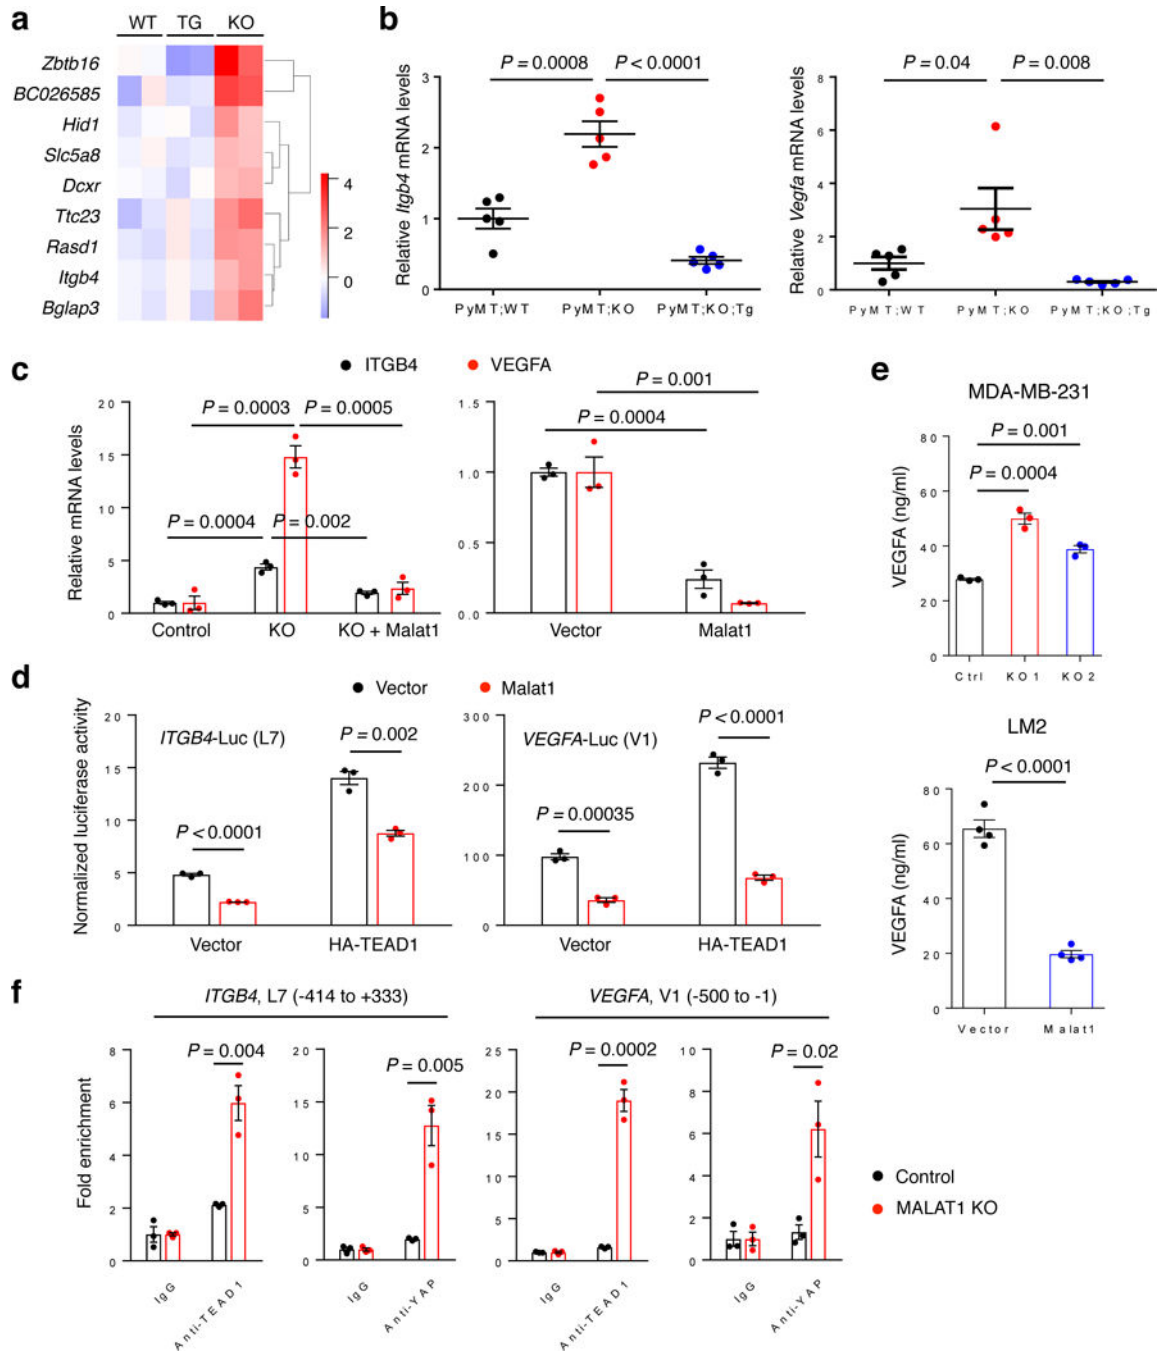 a
WT TG KO
Zbtb16
BC026585
Hid1
Slc5a8
Dcxr
Ttc23
Rasd1
Itgb4
Bglap3
4
2
0
b
P = 0.0008 P < 0.0001
Relative Itgb4 mRNA levels
3
2
1
0
PyMT;WT PyMT;KO PyMT;KO;Tg
P = 0.04 P = 0.008
Relative Vegfa mRNA levels
8
6
4
2
0
PyMT;WT PyMT;KO PyMT;KO;Tg
c
ITGB4 VEGFA
Relative mRNA levels
20
15
10
5
0
P = 0.0003 P = 0.0005
P = 0.0004 P = 0.002
Control KO KO + Malat1
1.5
1.0
0.5
0.0
P = 0.001
P = 0.0004
Vector Malat1
d
Vector Malat1
Normalized luciferase activity
20
15
10
5
0
ITGB4-Luc (L7)
P = 0.002
P < 0.0001
Vector HA-TEAD1
300
200
100
0
VEGFA-Luc (V1)
P < 0.0001
P = 0.00035
Vector HA-TEAD1
e
MDA-MB-231
VEGFA (ng/ml)
80
60
40
20
0
P = 0.001
P = 0.0004
Ctrl KO1 KO2
LM2
VEGFA (ng/ml)
80
60
40
20
0
P < 0.0001
Vector Malat1
f
ITGB4, L7 (-414 to +333)
VEGFA, V1 (-500 to -1)
Fold enrichment
8
6
4
2
0
P = 0.004
IgG Anti-TEAD1
20
15
10
5
0
P = 0.005
IgG Anti-YAP
25
20
15
10
5
0
P = 0.0002
IgG Anti-TEAD1
10
8
6
4
2
0
P = 0.02
IgG Anti-YAP
Control
MALAT1 KO